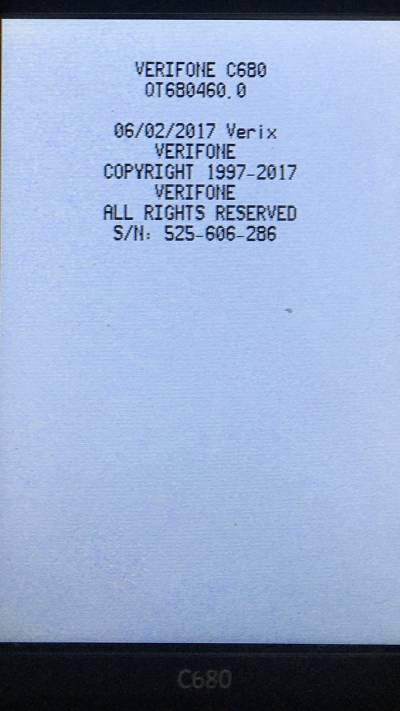 VERIFONE C680
OT680460.0
06/02/2017 Verix
VERIFONE
COPYRIGHT 1997-2017
VERIFONE
ALL RIGHTS RESERVED
S/N: 525-606-286
C680